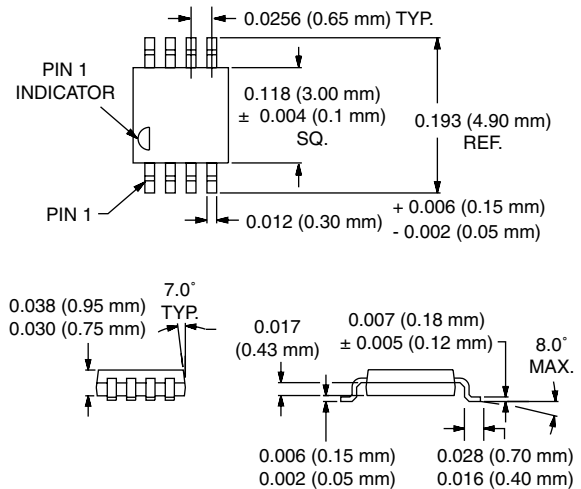 0.0256 (0.65 mm) TYP.
PIN 1
INDICATOR
0.118 (3.00 mm)
± 0.004 (0.1 mm)
SQ.
0.193 (4.90 mm)
REF.
PIN 1
0.012 (0.30 mm)
+ 0.006 (0.15 mm)
- 0.002 (0.05 mm)
0.038 (0.95 mm)
0.030 (0.75 mm)
7.0°
TYP.
0.017
(0.43 mm)
0.007 (0.18 mm)
± 0.005 (0.12 mm)
8.0°
MAX.
0.006 (0.15 mm)
0.002 (0.05 mm)
0.028 (0.70 mm)
0.016 (0.40 mm)